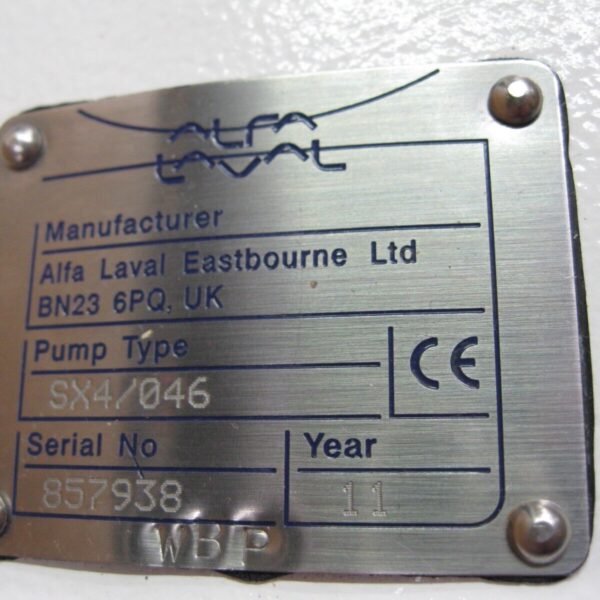 ALFA
LAVAL
Manufacturer
Alfa Laval Eastbourne Ltd
BN23 6PQ, UK
Pump Type
SX4/046
CE
Serial No
857938
Year
11
WBP